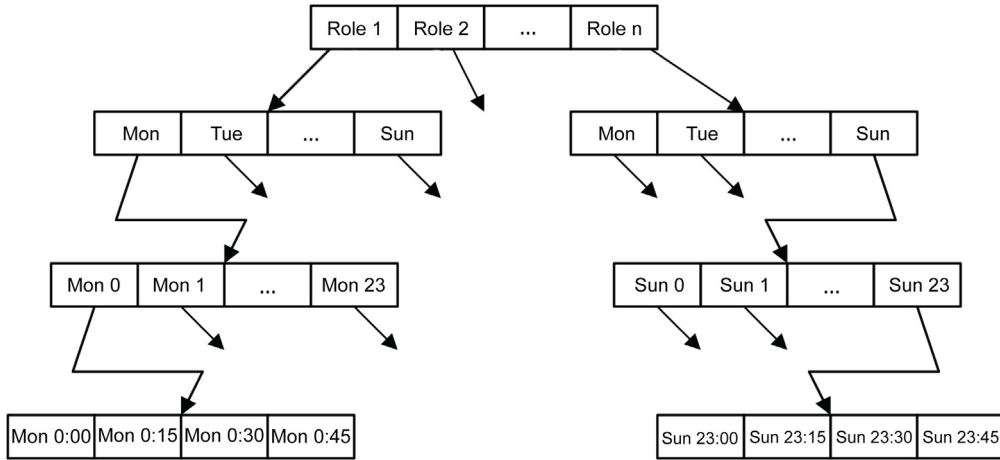 Role 1 Role 2 ... Role n
Mon Tue ... Sun
Mon Tue ... Sun
Mon 0 Mon 1 ... Mon 23
Sun 0 Sun 1 ... Sun 23
Mon 0:00 Mon 0:15 Mon 0:30 Mon 0:45
Sun 23:00 Sun 23:15 Sun 23:30 Sun 23:45